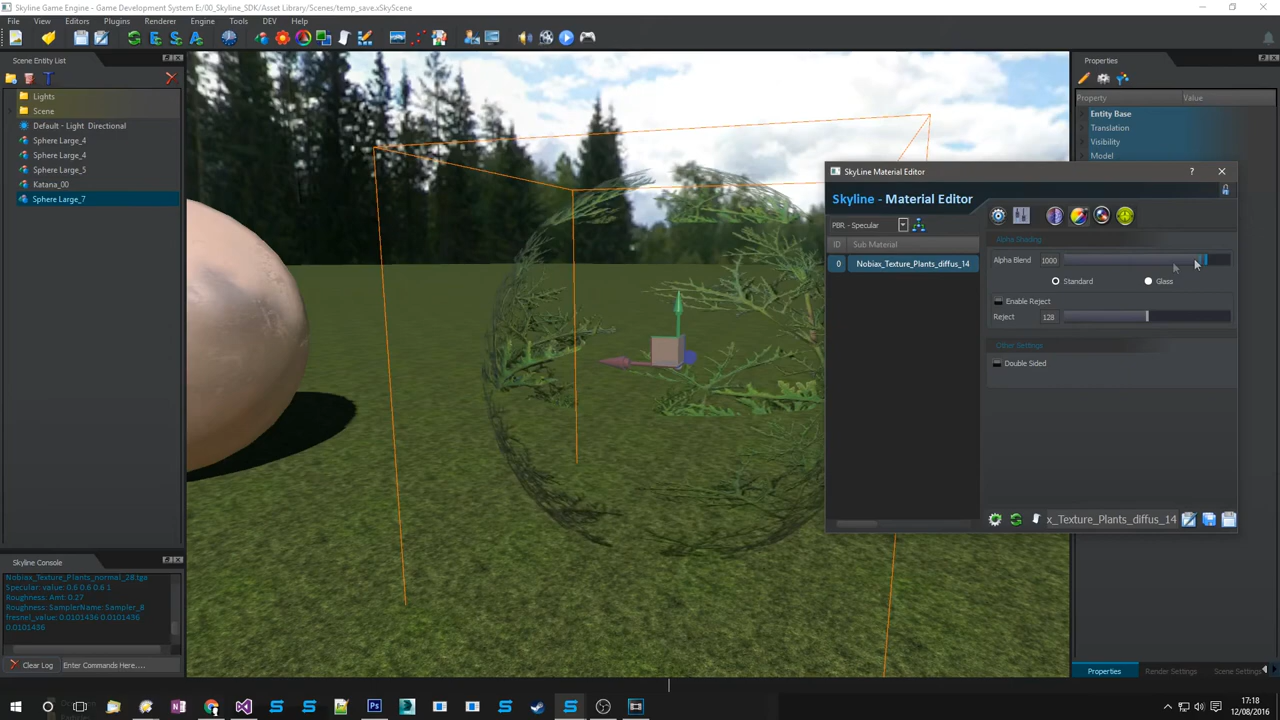 Skyline Game Engine - Game Development System E:/00_Skyline_SDK/Asset Library/Scenes/temp_save.xSkyScene
File View Editors Plugins Renderer Engine Tools DEV Help
Scene Entity List
Lights
Scene
Default - Light Directional
Sphere Large_4
Sphere Large_4
Sphere Large_5
Katana_00
Sphere Large_7
Skyline Console
Nobiax_Texture_Plants_normal_28.tga
Specular: value: 0.6 0.6 0.6 1
Roughness: Amt: 0.27
Roughness: SamplerName: Sampler_8
fresnel_value: 0.0101436 0.0101436
0.0101436
Clear Log Enter Commands Here....
SkyLine Material Editor
Skyline - Material Editor
PBR - Specular
ID Sub Material
0 Nobiax_Texture_Plants_diffus_14
Alpha Shading
Alpha Blend 1000
Standard Glass
Enable Reject
Reject 128
Other Settings
Double Sided
x_Texture_Plants_diffus_14
Properties
Property Value
Entity Base
Translation
Visibility
Model
Properties Render Settings Scene Settings
17:18
12/08/2016